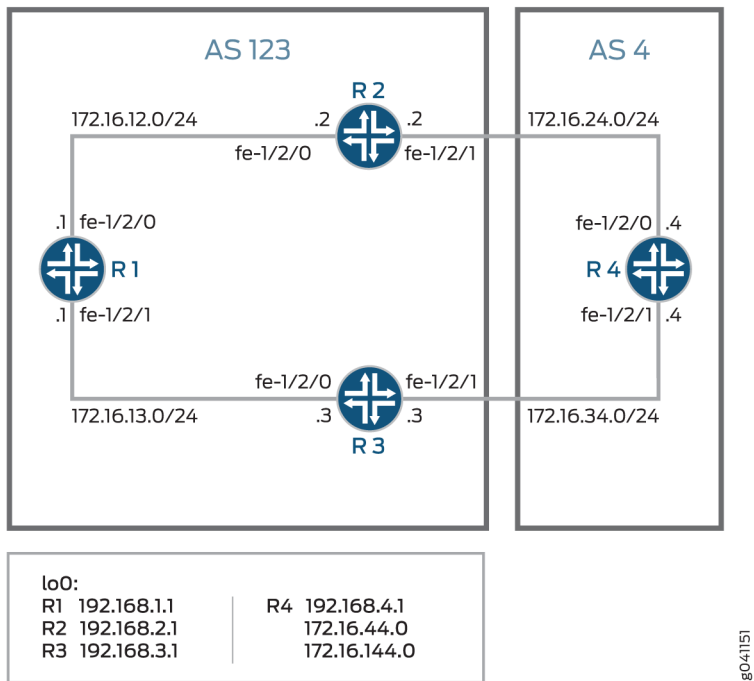 AS 123
AS 4
R 2
172.16.12.0/24
.2
.2
172.16.24.0/24
fe-1/2/0
fe-1/2/1
.1 fe-1/2/0
fe-1/2/0 .4
R 1
R 4
.1 fe-1/2/1
fe-1/2/1 .4
fe-1/2/0
fe-1/2/1
172.16.13.0/24
.3
.3
172.16.34.0/24
R 3
lo0:
R1 192.168.1.1
R4 192.168.4.1
R2 192.168.2.1
172.16.44.0
R3 192.168.3.1
172.16.144.0
g041151